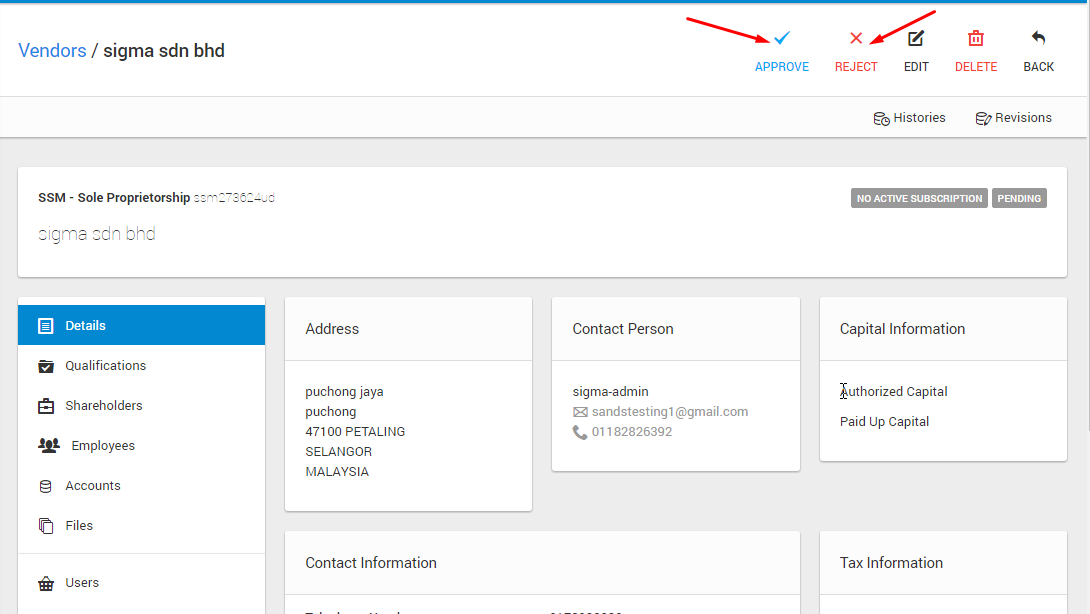 Vendors / sigma sdn bhd
APPROVE REJECT EDIT DELETE BACK
Histories Revisions
SSM - Sole Proprietorship ssm273624ud
NO ACTIVE SUBSCRIPTION PENDING
sigma sdn bhd
Details
Qualifications
Shareholders
Employees
Accounts
Files
Users
Address
puchong jaya
puchong
47100 PETALING
SELANGOR
MALAYSIA
Contact Person
sigma-admin
sandstesting1@gmail.com
01182826392
Capital Information
Authorized Capital
Paid Up Capital
Contact Information
Tax Information